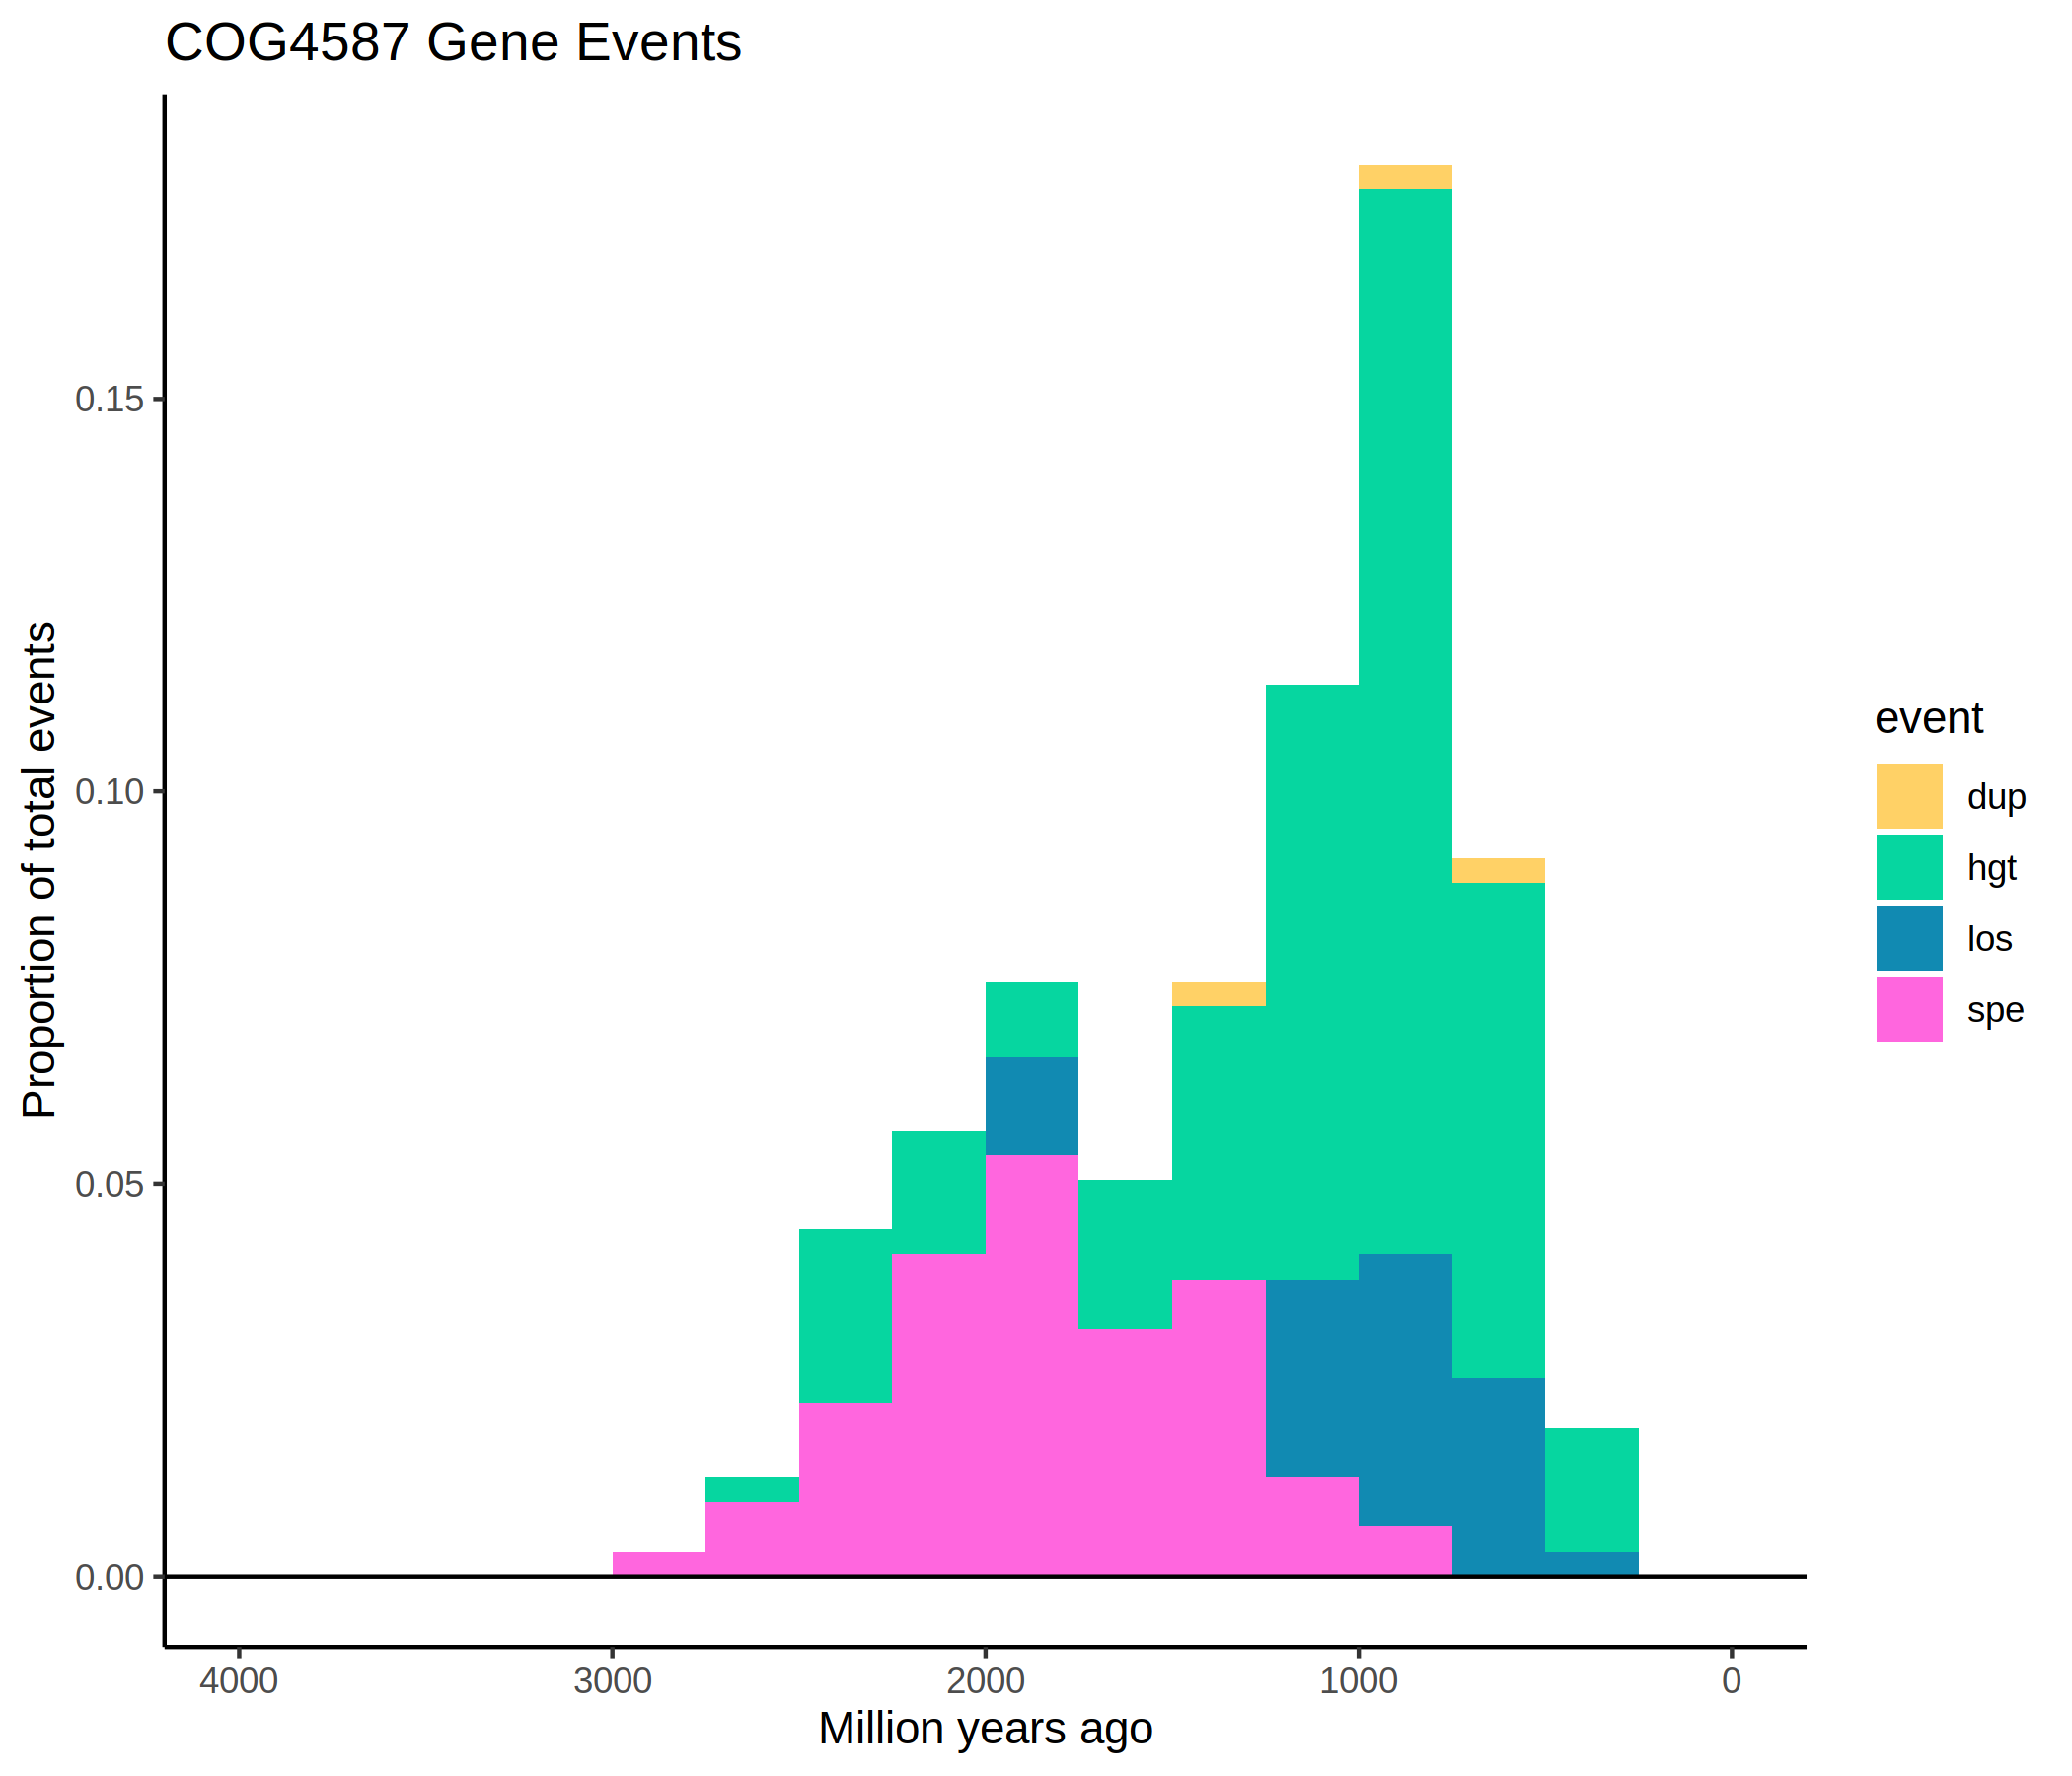 COG4587 Gene Events
Proportion of total events
0.15
0.10
0.05
0.00
4000 3000 2000 1000 0
Million years ago
event
dup
hgt
los
spe